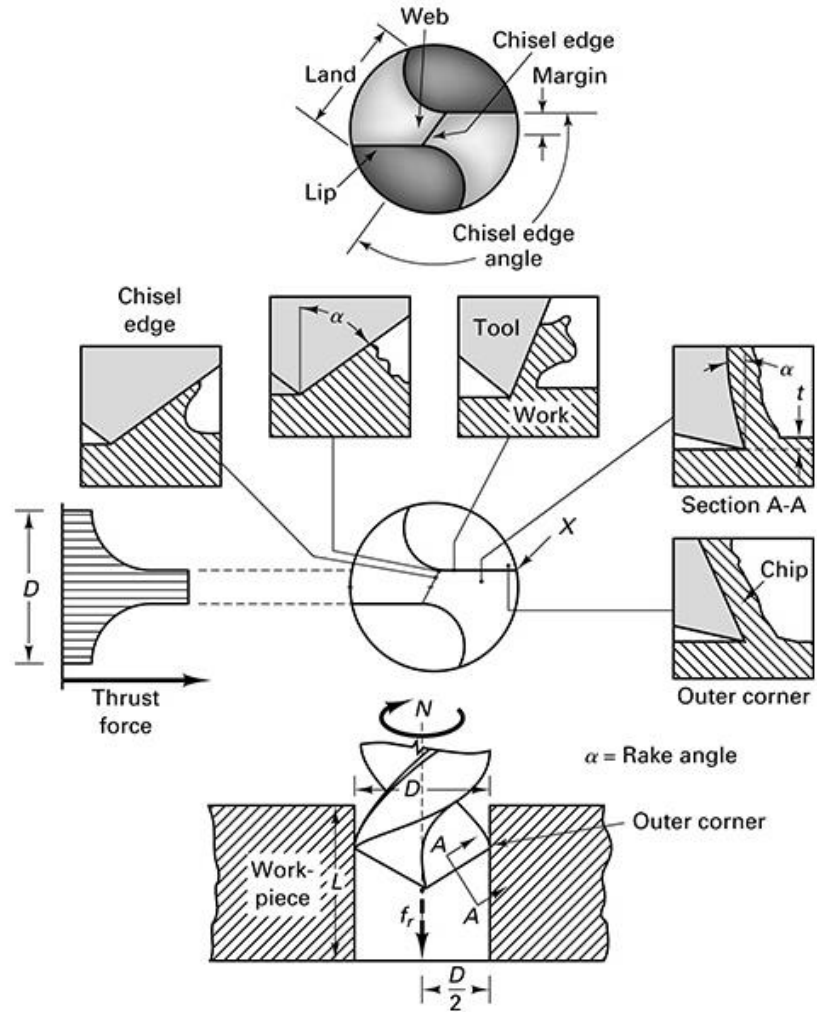 Web
Chisel edge
Land
Margin
Lip
Chisel edge
angle
Chisel
edge
α
Tool
Work
α
t
Section A-A
X
D
Chip
Thrust
force
Outer corner
N
α = Rake angle
D
Outer corner
A
Work-
piece
L
A
f_r
D
2